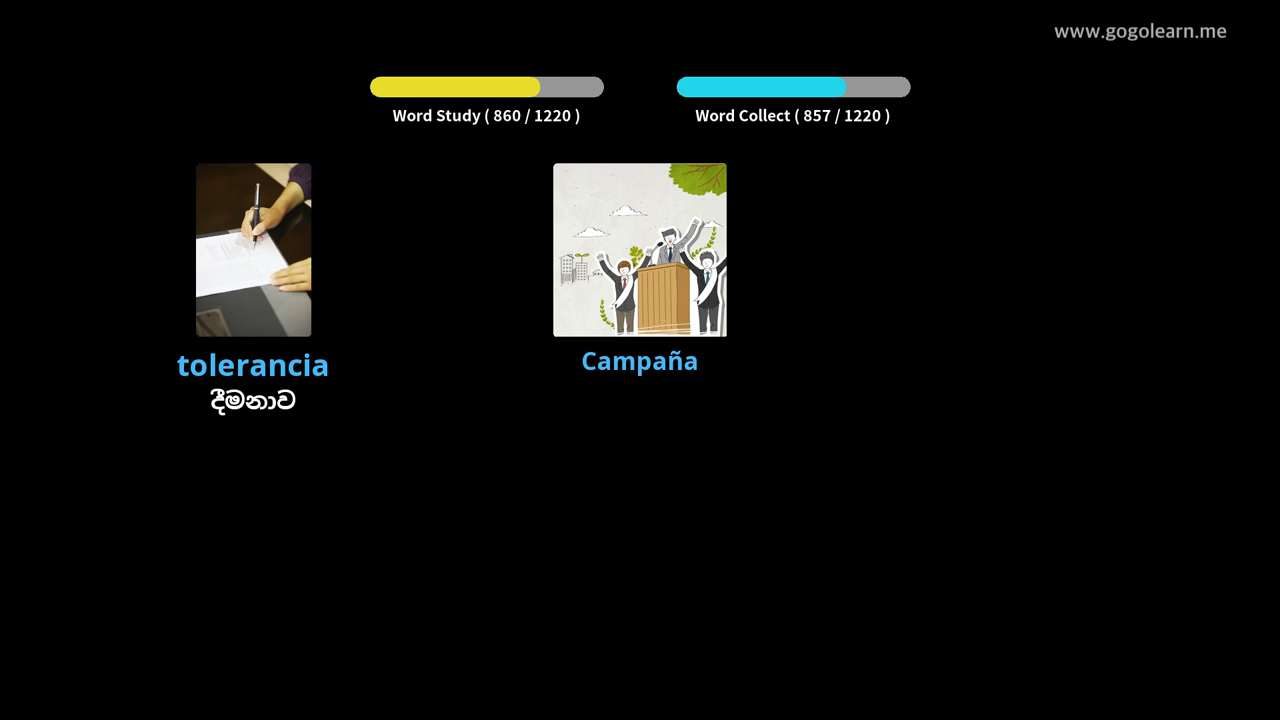 www.gogolearn.me
Word Study ( 860 / 1220 )
Word Collect ( 857 / 1220 )
tolerancia
දීමනාව
Campaña